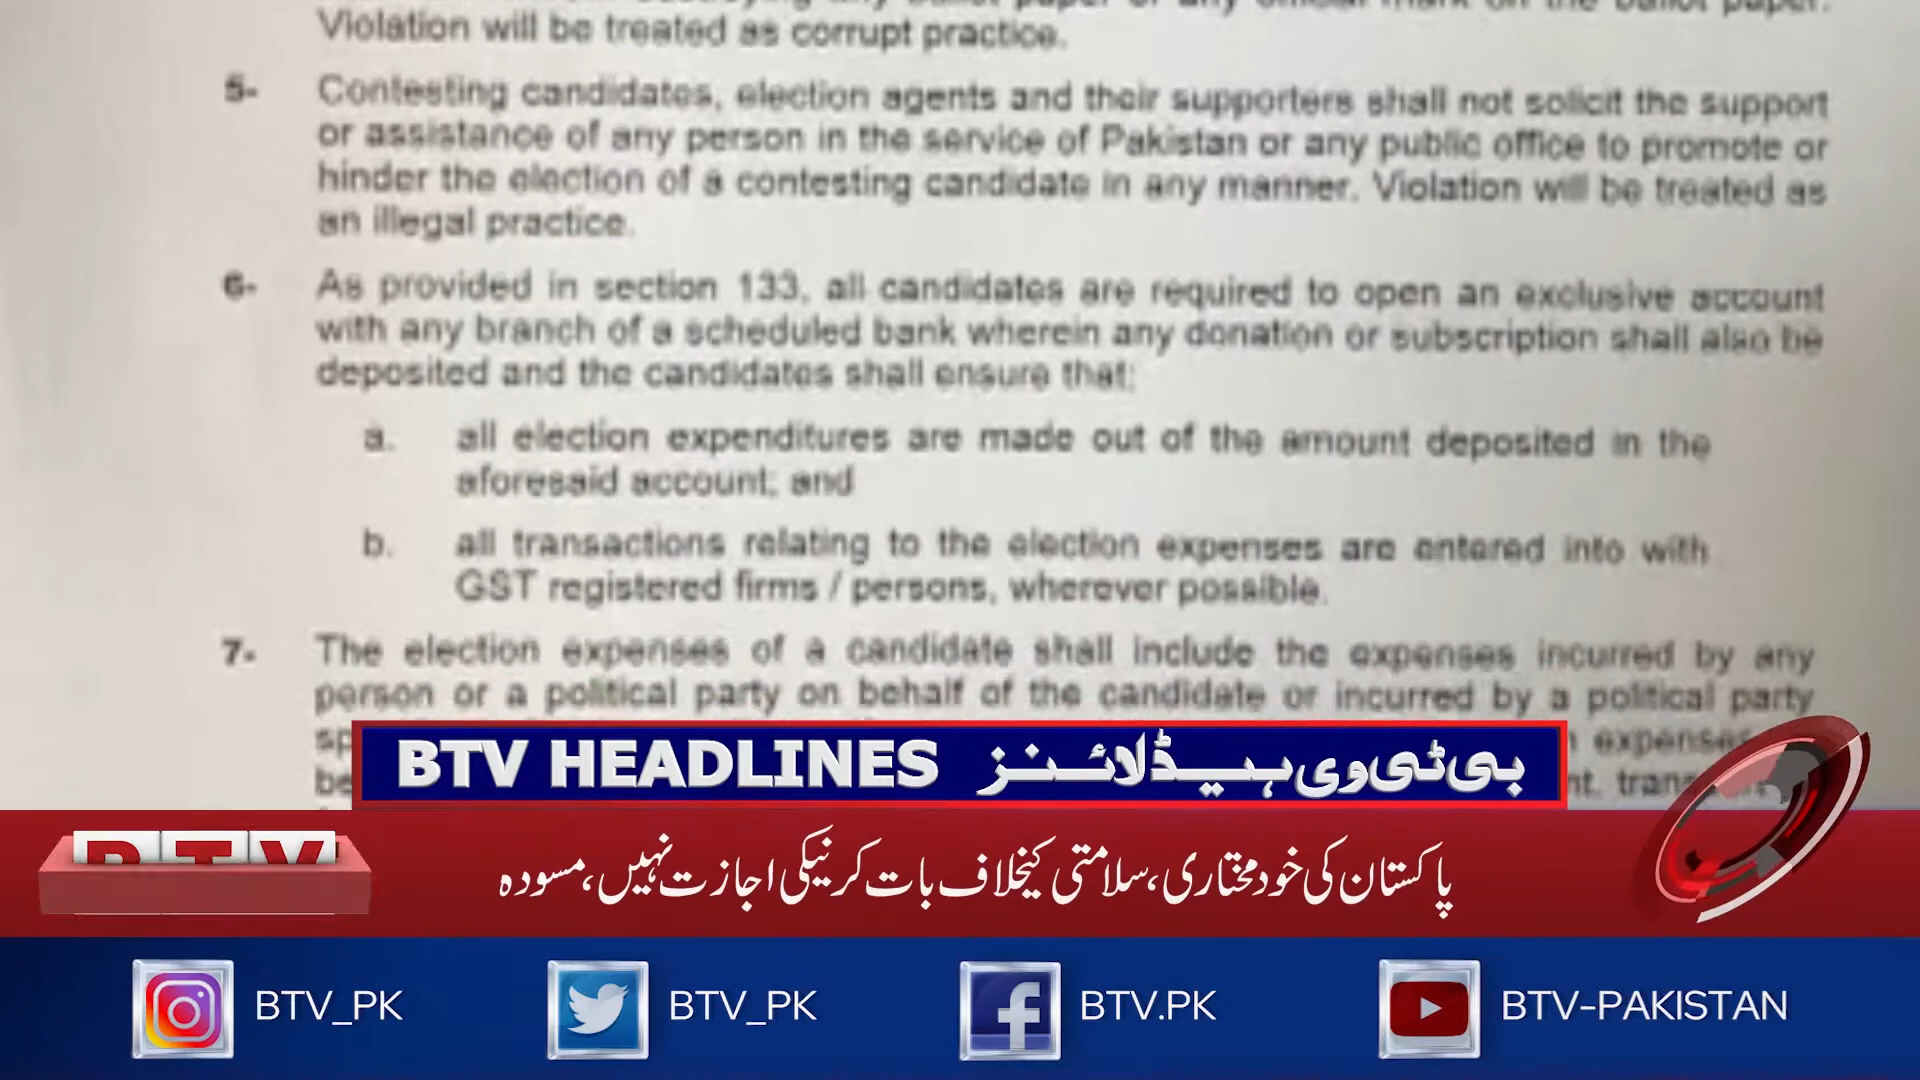 Violation will be treated as corrupt practice.
5- Contesting candidates, election agents and their supporters shall not solicit the support
or assistance of any person in the service of Pakistan or any public office to promote or
hinder the election of a contesting candidate in any manner. Violation will be treated as
an illegal practice.
6- As provided in section 133, all candidates are required to open an exclusive account
with any branch of a scheduled bank wherein any donation or subscription shall also be
deposited and the candidates shall ensure that:
a. all election expenditures are made out of the amount deposited in the
aforesaid account; and
b. all transactions relating to the election expenses are entered into with
GST registered firms / persons, wherever possible.
7- The election expenses of a candidate shall include the expenses incurred by any
person or a political party on behalf of the candidate or incurred by a political party
BTV HEADLINES بی ٹی وی ہیڈلائنز
BTV
پاکستان کی خودمختاری، سلامتی کیخلاف بات کرنیکی اجازت نہیں، مسودہ
BTV_PK BTV_PK BTV.PK BTV-PAKISTAN